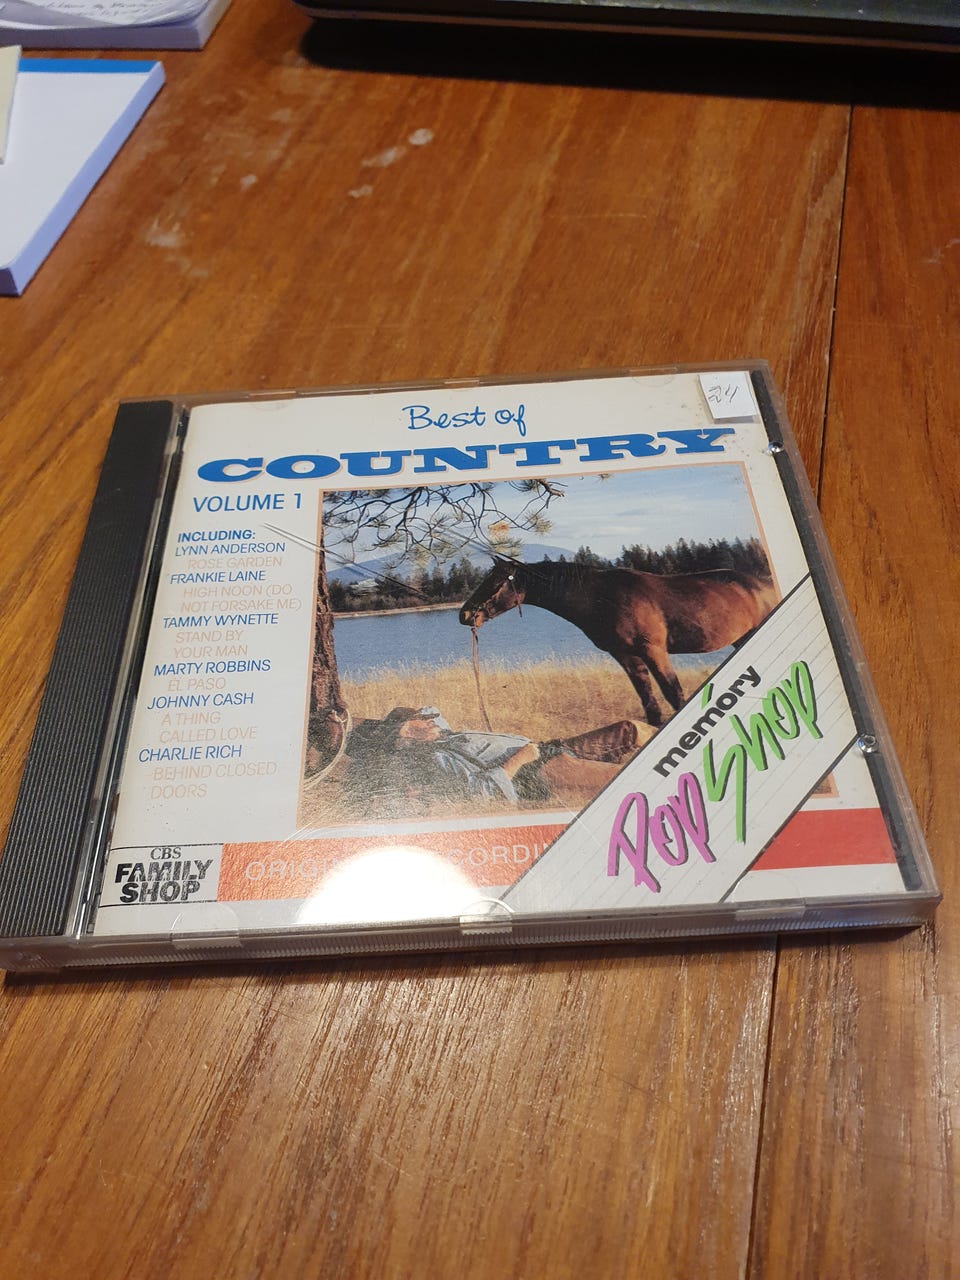 24
Best of
COUNTRY
VOLUME 1
INCLUDING:
LYNN ANDERSON
ROSE GARDEN
FRANKIE LAINE
HIGH NOON (DO
NOT FORSAKE ME)
TAMMY WYNETTE
STAND BY
YOUR MAN
MARTY ROBBINS
EL PASO
JOHNNY CASH
A THING
CALLED LOVE
CHARLIE RICH
BEHIND CLOSED
DOORS
memory
Pop Shop
CBS
FAMILY
SHOP